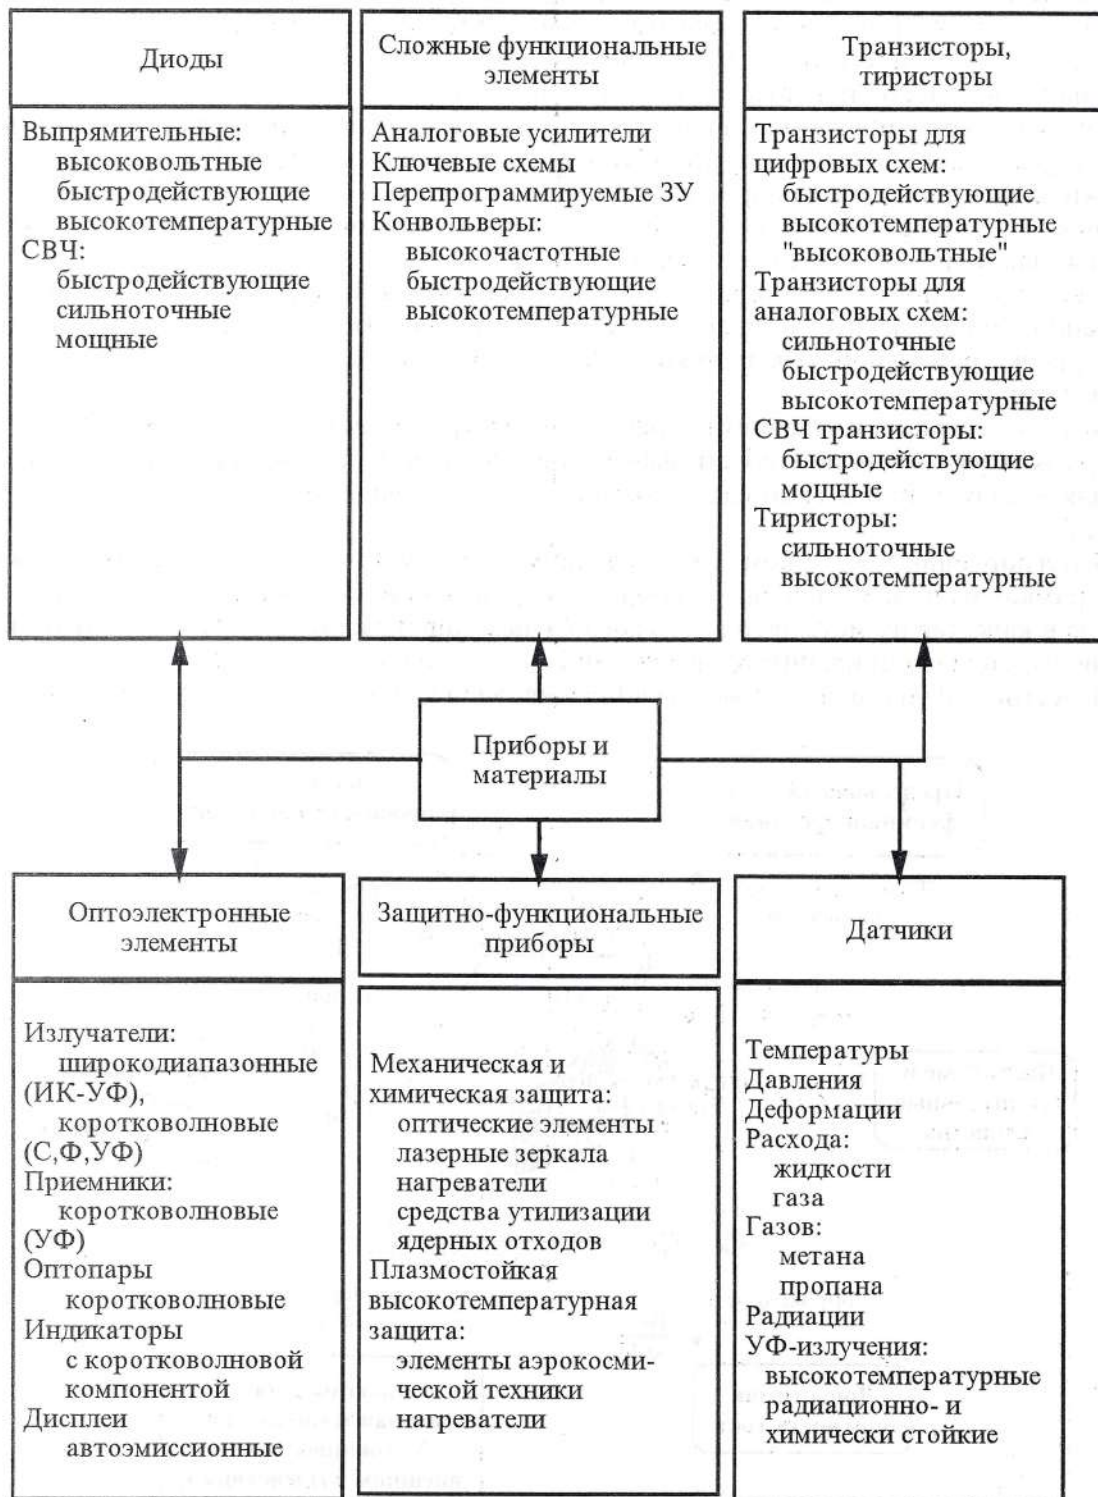 Диоды
Выпрямительные:
высоковольтные
быстродействующие
высокотемпературные
СВЧ:
быстродействующие
сильноточные
мощные
Сложные функциональные
элементы
Аналоговые усилители
Ключевые схемы
Перепрограммируемые ЗУ
Конвольверы:
высокочастотные
быстродействующие
высокотемпературные
Транзисторы,
тиристоры
Транзисторы для
цифровых схем:
быстродействующие
высокотемпературные
"высоковольтные"
Транзисторы для
аналоговых схем:
сильноточные
быстродействующие
высокотемпературные
СВЧ транзисторы:
быстродействующие
мощные
Тиристоры:
сильноточные
высокотемпературные
Приборы и
материалы
Оптоэлектронные
элементы
Излучатели:
широкодиапазонные
(ИК-УФ),
коротковолновые
(С,Ф,УФ)
Приемники:
коротковолновые
(УФ)
Оптопары
коротковолновые
Индикаторы
с коротковолновой
компонентой
Дисплеи
автоэмиссионные
Защитно-функциональные
приборы
Механическая и
химическая защита:
оптические элементы
лазерные зеркала
нагреватели
средства утилизации
ядерных отходов
Плазмостойкая
высокотемпературная
защита:
элементы аэрокосми-
ческой техники
нагреватели
Датчики
Температуры
Давления
Деформации
Расхода:
жидкости
газа
Газов:
метана
пропана
Радиации
УФ-излучения:
высокотемпературные
радиационно- и
химически стойкие